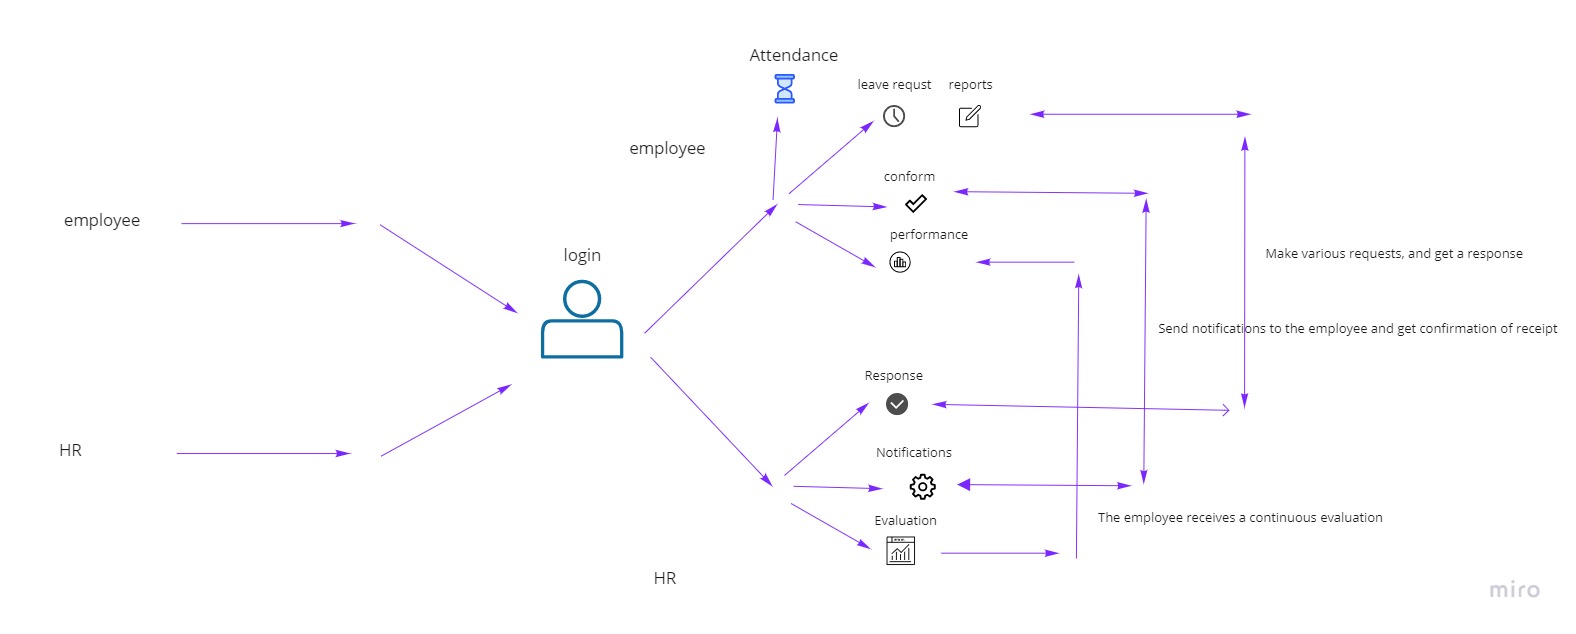 Attendance
leave requst
reports
employee
conform
employee
performance
login
Make various requests, and get a response
Send notifications to the employee and get confirmation of receipt
Response
HR
Notifications
Evaluation
The employee receives a continuous evaluation
HR
miro